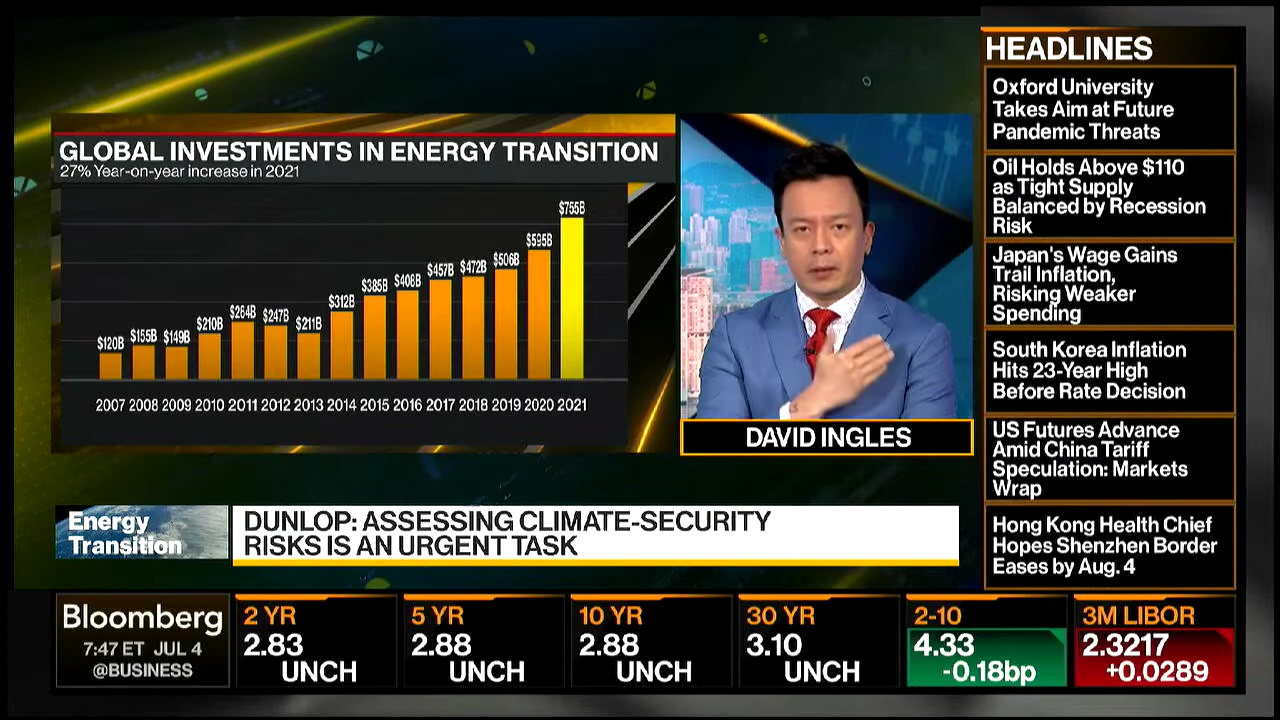 HEADLINES
Oxford University
Takes Aim at Future
Pandemic Threats
Oil Holds Above $110
as Tight Supply
Balanced by Recession
Risk
Japan's Wage Gains
Trail Inflation,
Risking Weaker
Spending
South Korea Inflation
Hits 23-Year High
Before Rate Decision
US Futures Advance
Amid China Tariff
Speculation: Markets
Wrap
Hong Kong Health Chief
Hopes Shenzhen Border
Eases by Aug. 4
GLOBAL INVESTMENTS IN ENERGY TRANSITION
27% Year-on-year increase in 2021
$120B $155B $149B $210B $264B $247B $211B $312B $385B $408B $457B $472B $506B $595B $755B
2007 2008 2009 2010 2011 2012 2013 2014 2015 2016 2017 2018 2019 2020 2021
DAVID INGLES
Energy
Transition
DUNLOP: ASSESSING CLIMATE-SECURITY
RISKS IS AN URGENT TASK
Bloomberg
7:47 ET JUL 4
@BUSINESS
2 YR
2.83
UNCH
5 YR
2.88
UNCH
10 YR
2.88
UNCH
30 YR
3.10
UNCH
2-10
4.33
-0.18bp
3M LIBOR
2.3217
+0.0289